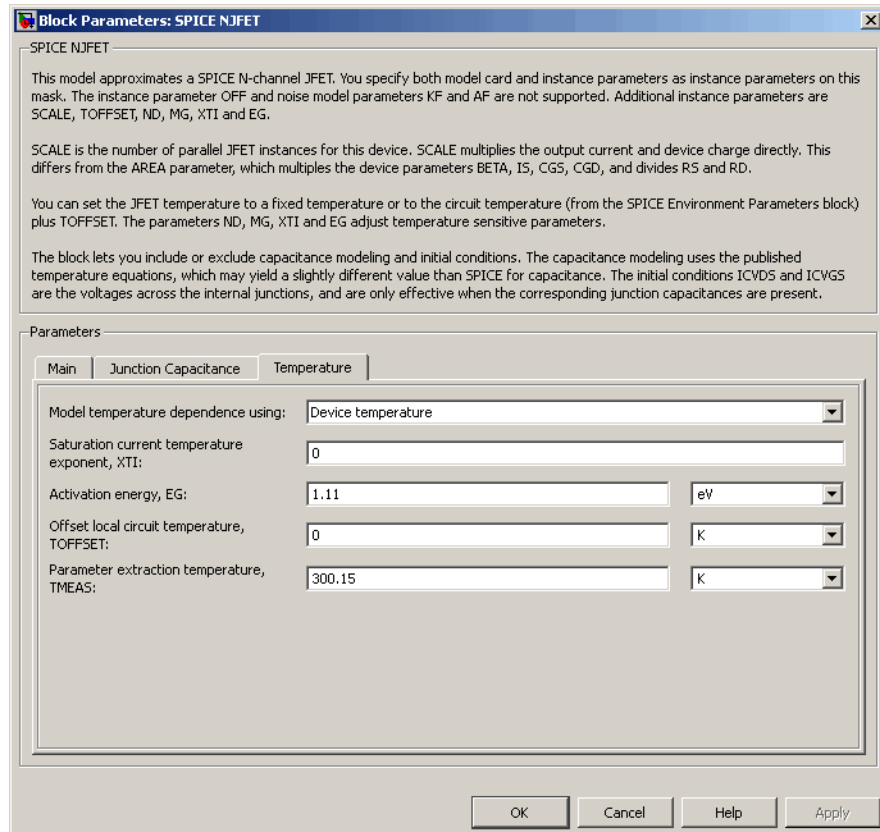 Block Parameters: SPICE NJFET
SPICE NJFET
This model approximates a SPICE N-channel JFET. You specify both model card and instance parameters as instance parameters on this
mask. The instance parameter OFF and noise model parameters KF and AF are not supported. Additional instance parameters are
SCALE, TOFFSET, ND, MG, XTI and EG.
SCALE is the number of parallel JFET instances for this device. SCALE multiplies the output current and device charge directly. This
differs from the AREA parameter, which multiples the device parameters BETA, IS, CGS, CGD, and divides RS and RD.
You can set the JFET temperature to a fixed temperature or to the circuit temperature (from the SPICE Environment Parameters block)
plus TOFFSET. The parameters ND, MG, XTI and EG adjust temperature sensitive parameters.
The block lets you include or exclude capacitance modeling and initial conditions. The capacitance modeling uses the published
temperature equations, which may yield a slightly different value than SPICE for capacitance. The initial conditions ICVDS and ICVGS
are the voltages across the internal junctions, and are only effective when the corresponding junction capacitances are present.
Parameters
Main Junction Capacitance Temperature
Model temperature dependence using: Device temperature
Saturation current temperature
exponent, XTI: 0
Activation energy, EG: 1.11 eV
Offset local circuit temperature,
TOFFSET: 0 K
Parameter extraction temperature,
TMEAS: 300.15 K
OK Cancel Help Apply